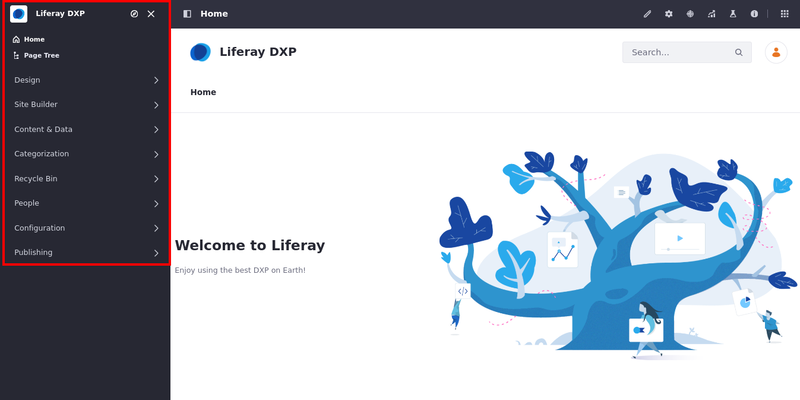 Liferay DXP
Home
Page Tree
Design
Site Builder
Content & Data
Categorization
Recycle Bin
People
Configuration
Publishing
Home
Liferay DXP
Search...
Home
Welcome to Liferay
Enjoy using the best DXP on Earth!